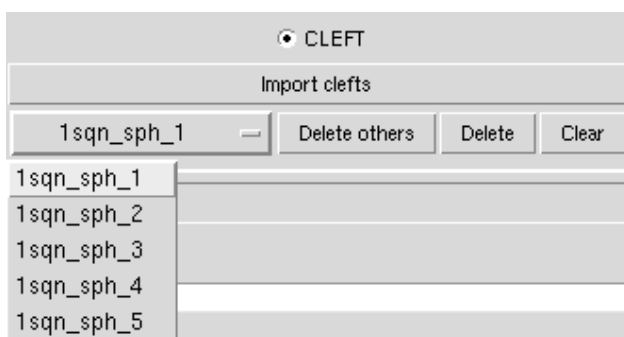 CLEFT
Import clefts
1sqn_sph_1 Delete others Delete Clear
1sqn_sph_1
1sqn_sph_2
1sqn_sph_3
1sqn_sph_4
1sqn_sph_5